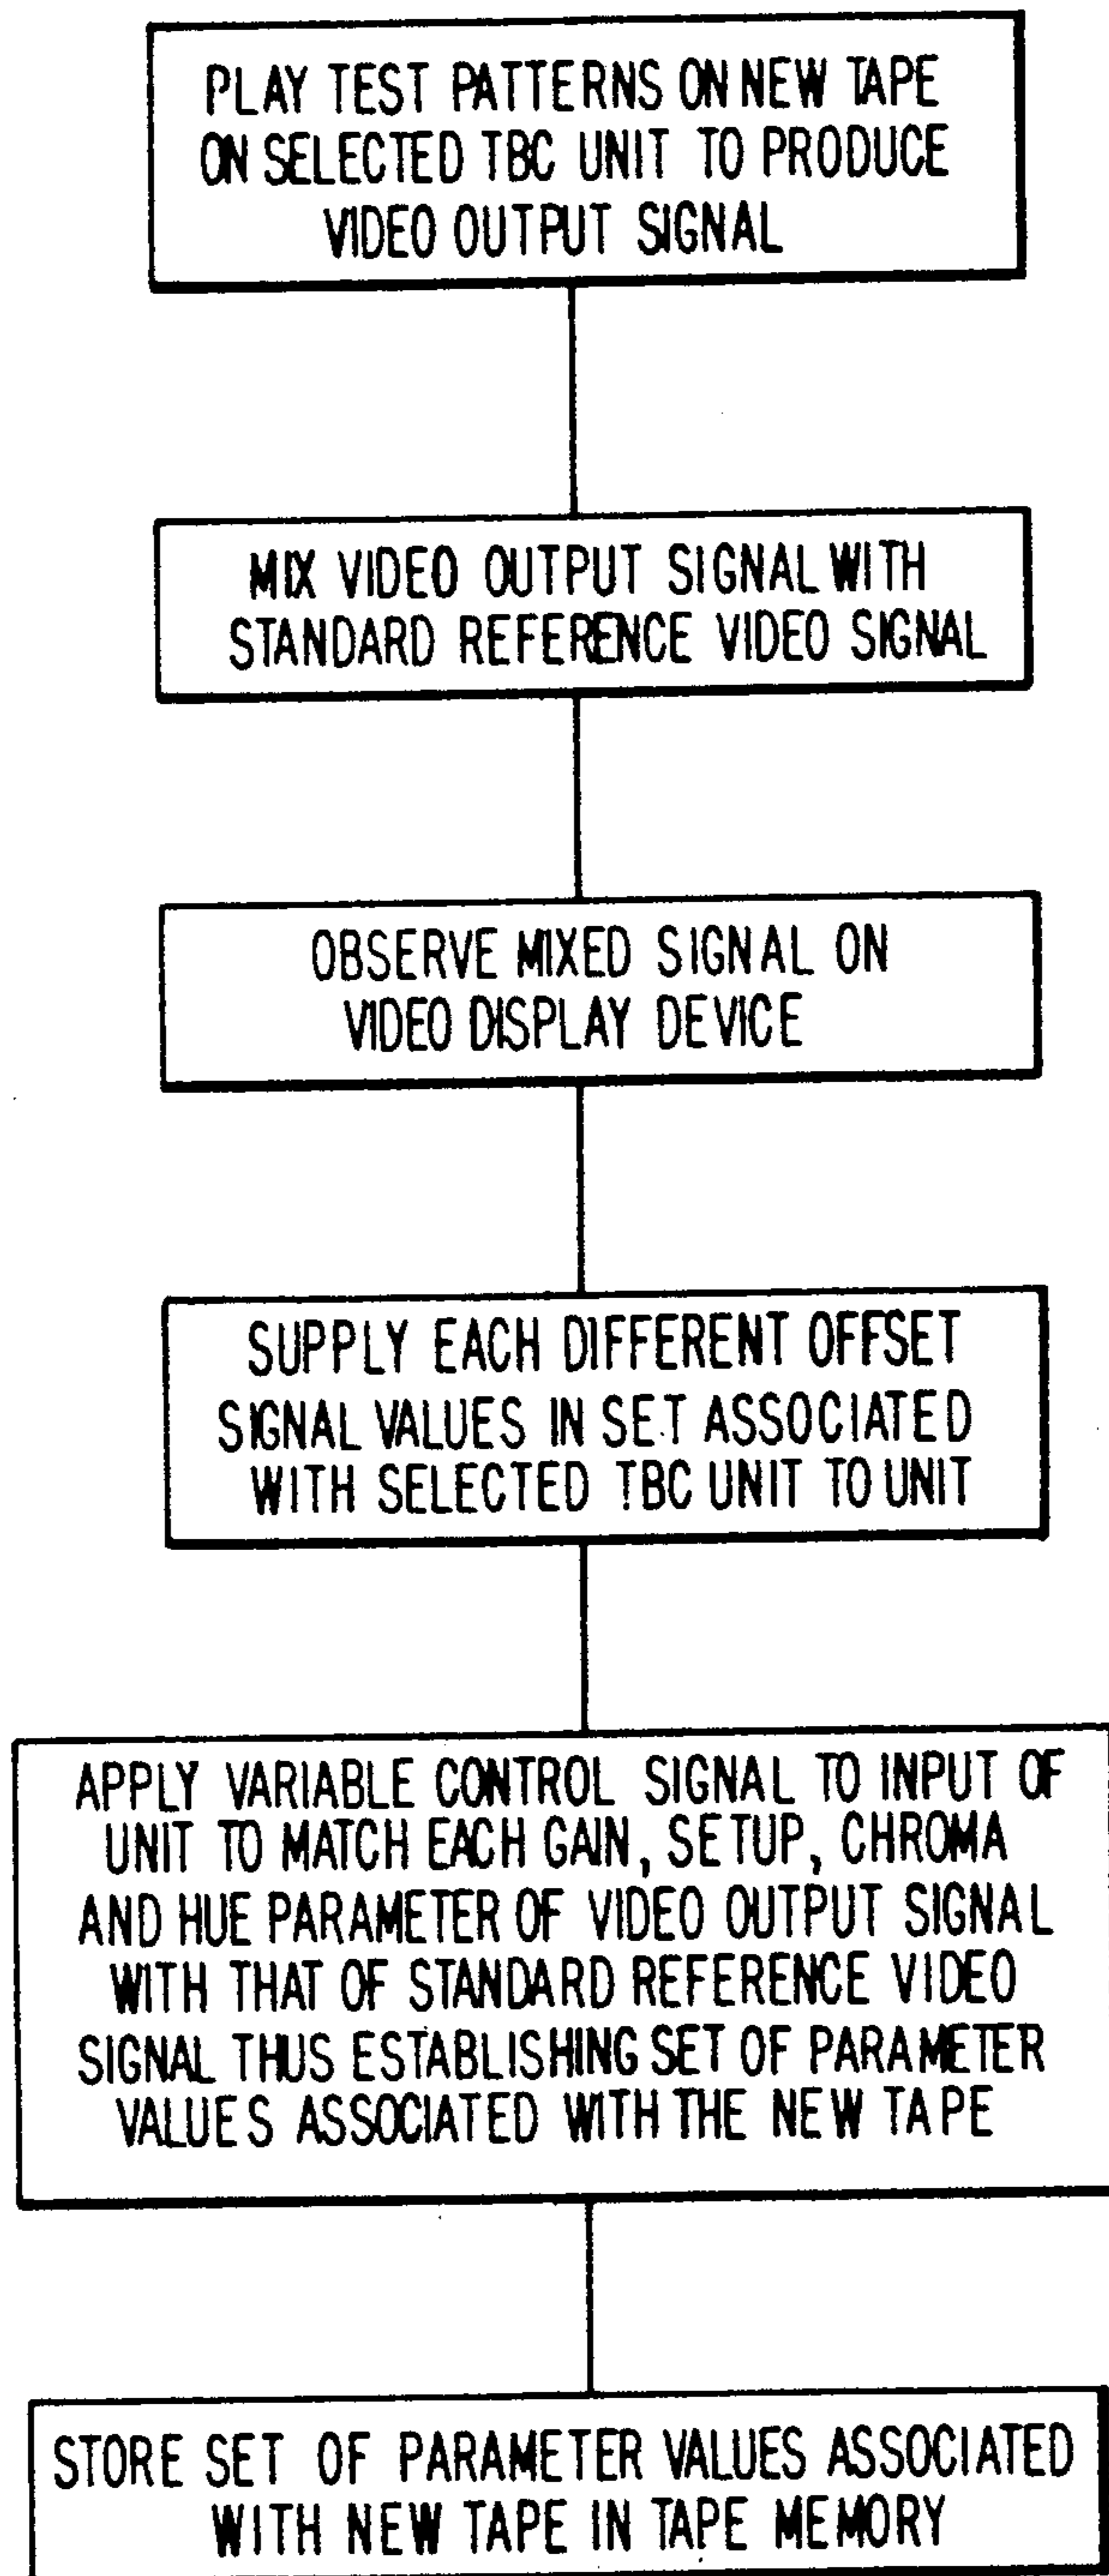 PLAY TEST PATTERNS ON NEW TAPE
ON SELECTED TBC UNIT TO PRODUCE
VIDEO OUTPUT SIGNAL
MIX VIDEO OUTPUT SIGNAL WITH
STANDARD REFERENCE VIDEO SIGNAL
OBSERVE MIXED SIGNAL ON
VIDEO DISPLAY DEVICE
SUPPLY EACH DIFFERENT OFFSET
SIGNAL VALUES IN SET ASSOCIATED
WITH SELECTED TBC UNIT TO UNIT
APPLY VARIABLE CONTROL SIGNAL TO INPUT OF
UNIT TO MATCH EACH GAIN, SETUP, CHROMA
AND HUE PARAMETER OF VIDEO OUTPUT SIGNAL
WITH THAT OF STANDARD REFERENCE VIDEO
SIGNAL THUS ESTABLISHING SET OF PARAMETER
VALUES ASSOCIATED WITH THE NEW TAPE
STORE SET OF PARAMETER VALUES ASSOCIATED
WITH NEW TAPE IN TAPE MEMORY